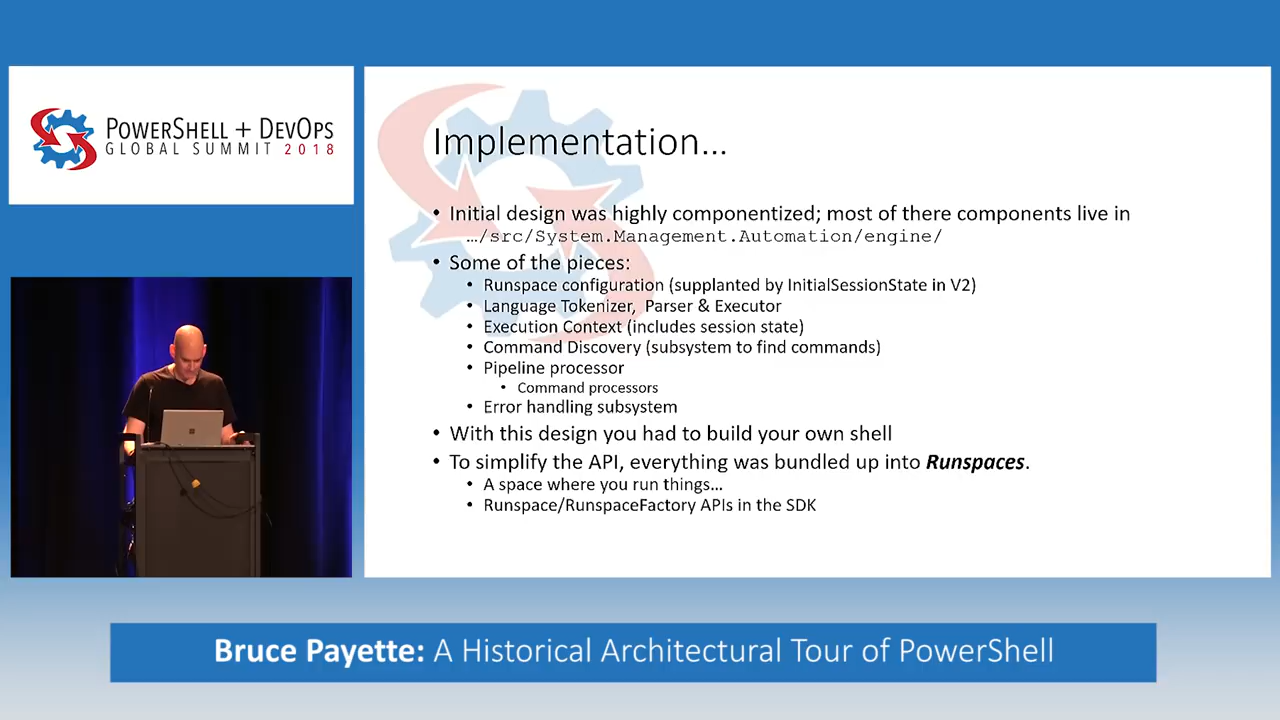 POWERSHELL + DEVOPS
GLOBAL SUMMIT 2018
Implementation...
• Initial design was highly componentized; most of there components live in
…/src/System.Management.Automation/engine/
• Some of the pieces:
• Runspace configuration (supplanted by InitialSessionState in V2)
• Language Tokenizer, Parser & Executor
• Execution Context (includes session state)
• Command Discovery (subsystem to find commands)
• Pipeline processor
• Command processors
• Error handling subsystem
• With this design you had to build your own shell
• To simplify the API, everything was bundled up into Runspaces.
• A space where you run things…
• Runspace/RunspaceFactory APIs in the SDK
Bruce Payette: A Historical Architectural Tour of PowerShell